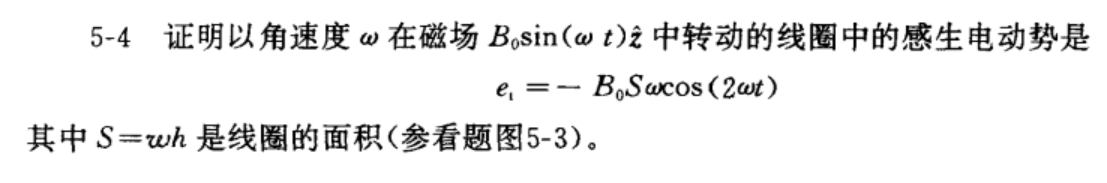 5-4 证明以角速度 ω 在磁场 B₀sin(ω t)ẑ 中转动的线圈中的感生电动势是
eᵢ = − B₀Sωcos(2ωt)
其中 S=wh 是线圈的面积(参看题图5-3)。